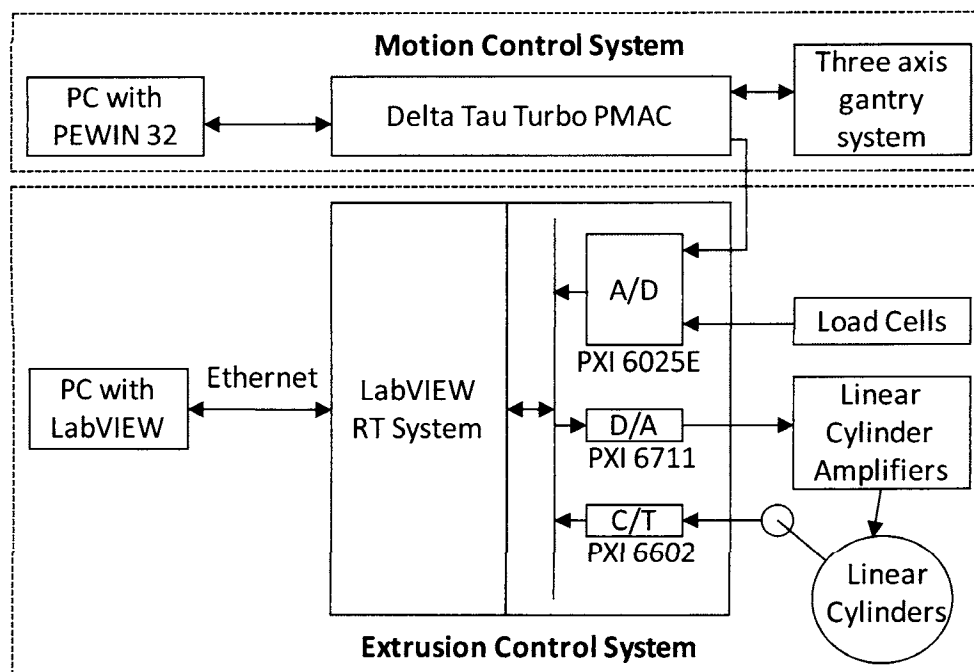 Motion Control System
PC with
PEWIN 32
Delta Tau Turbo PMAC
Three axis
gantry
system
A/D
PXI 6025E
Load Cells
PC with
LabVIEW
Ethernet
LabVIEW
RT System
D/A
PXI 6711
Linear
Cylinder
Amplifiers
C/T
PXI 6602
Linear
Cylinders
Extrusion Control System